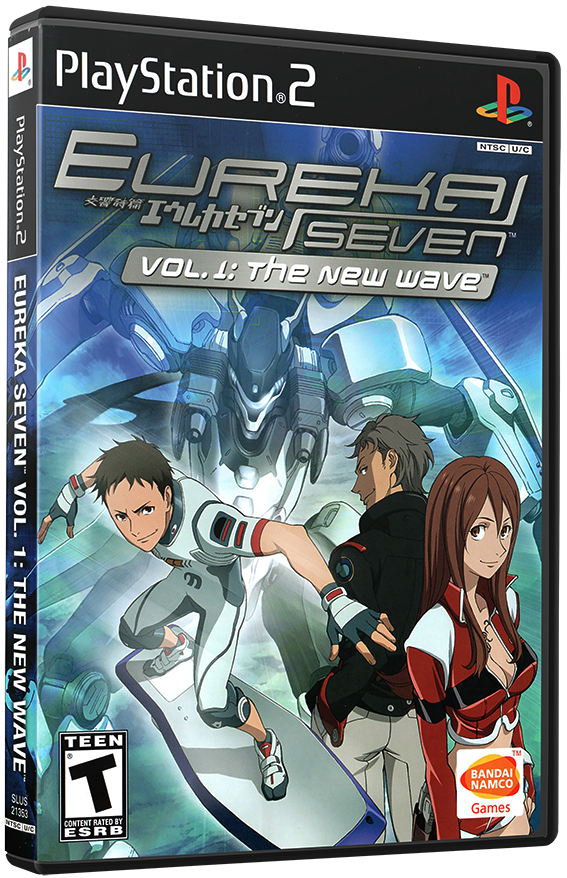 PlayStation®2
NTSC U/C
EUREKA SEVEN™
交響詩篇 エウレカセブン
VOL. 1: The New Wave™
TEEN
T
CONTENT RATED BY
ESRB
BANDAI
NAMCO
™
Games
PlayStation®2
EUREKA SEVEN™ VOL. 1: THE NEW WAVE™
SLUS
21353
NTSC U/C